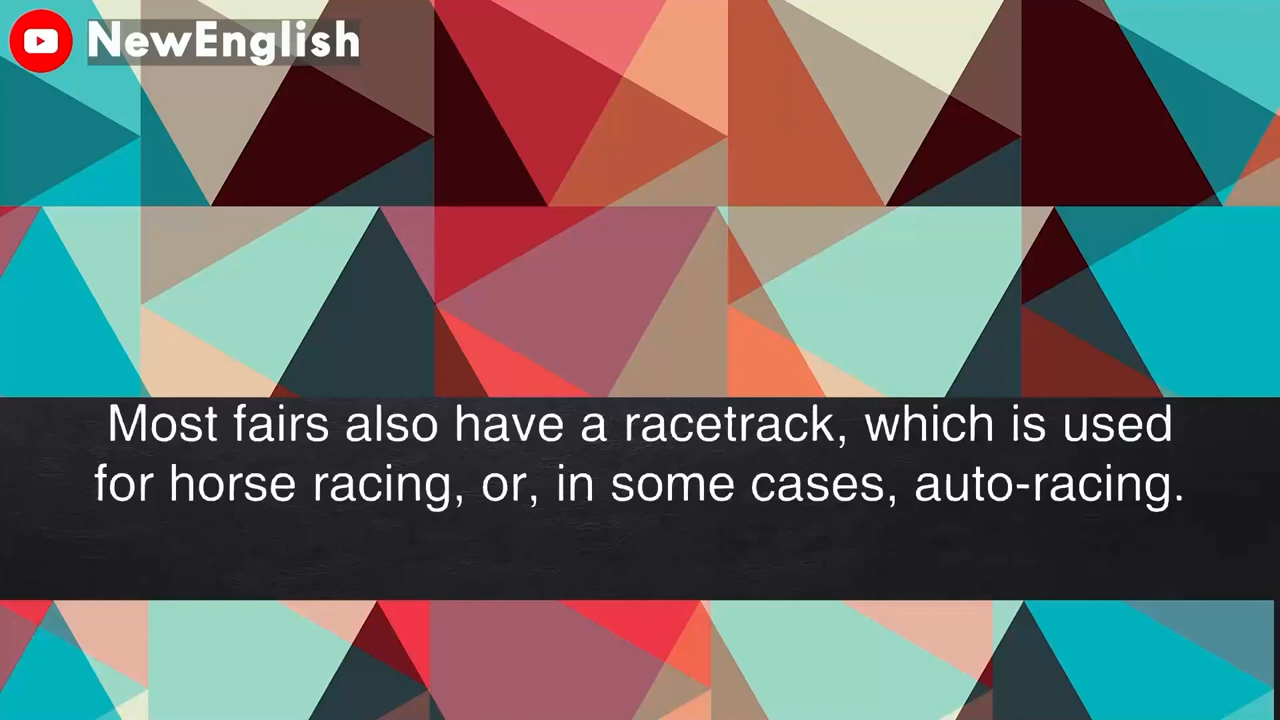 NewEnglish
Most fairs also have a racetrack, which is used
for horse racing, or, in some cases, auto-racing.